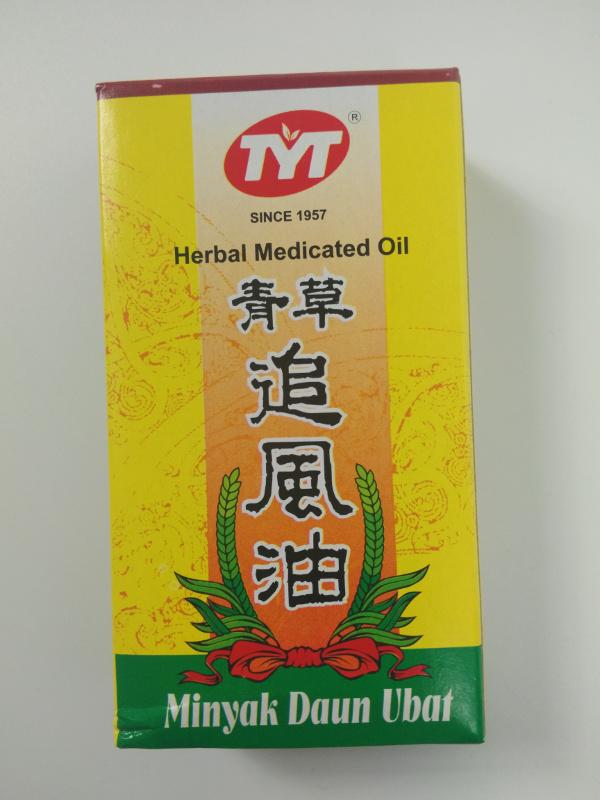 TYT
®
SINCE 1957
Herbal Medicated Oil
青草
追
風
油
Minyak Daun Ubat